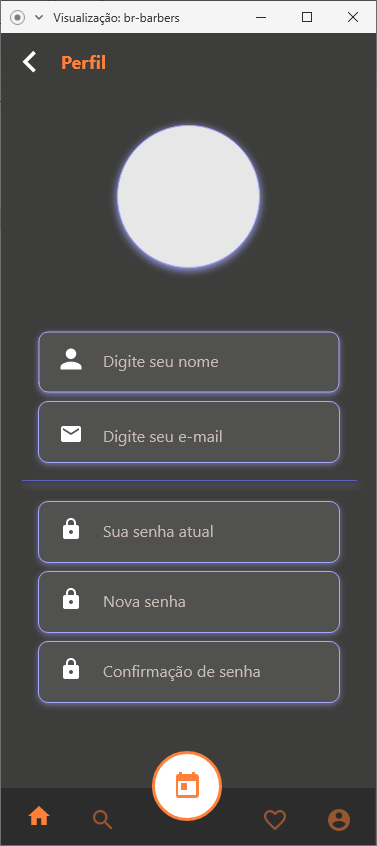 Visualização: br-barbers
Perfil
Digite seu nome
Digite seu e-mail
Sua senha atual
Nova senha
Confirmação de senha